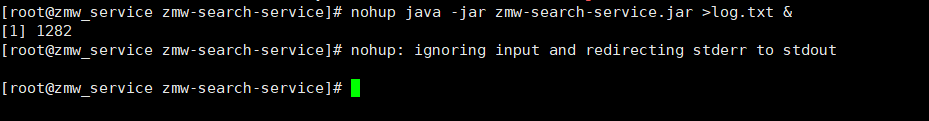 [root@zmw_service zmw-search-service]# nohup java -jar zmw-search-service.jar >log.txt &
[1] 1282
[root@zmw_service zmw-search-service]# nohup: ignoring input and redirecting stderr to stdout
[root@zmw_service zmw-search-service]#